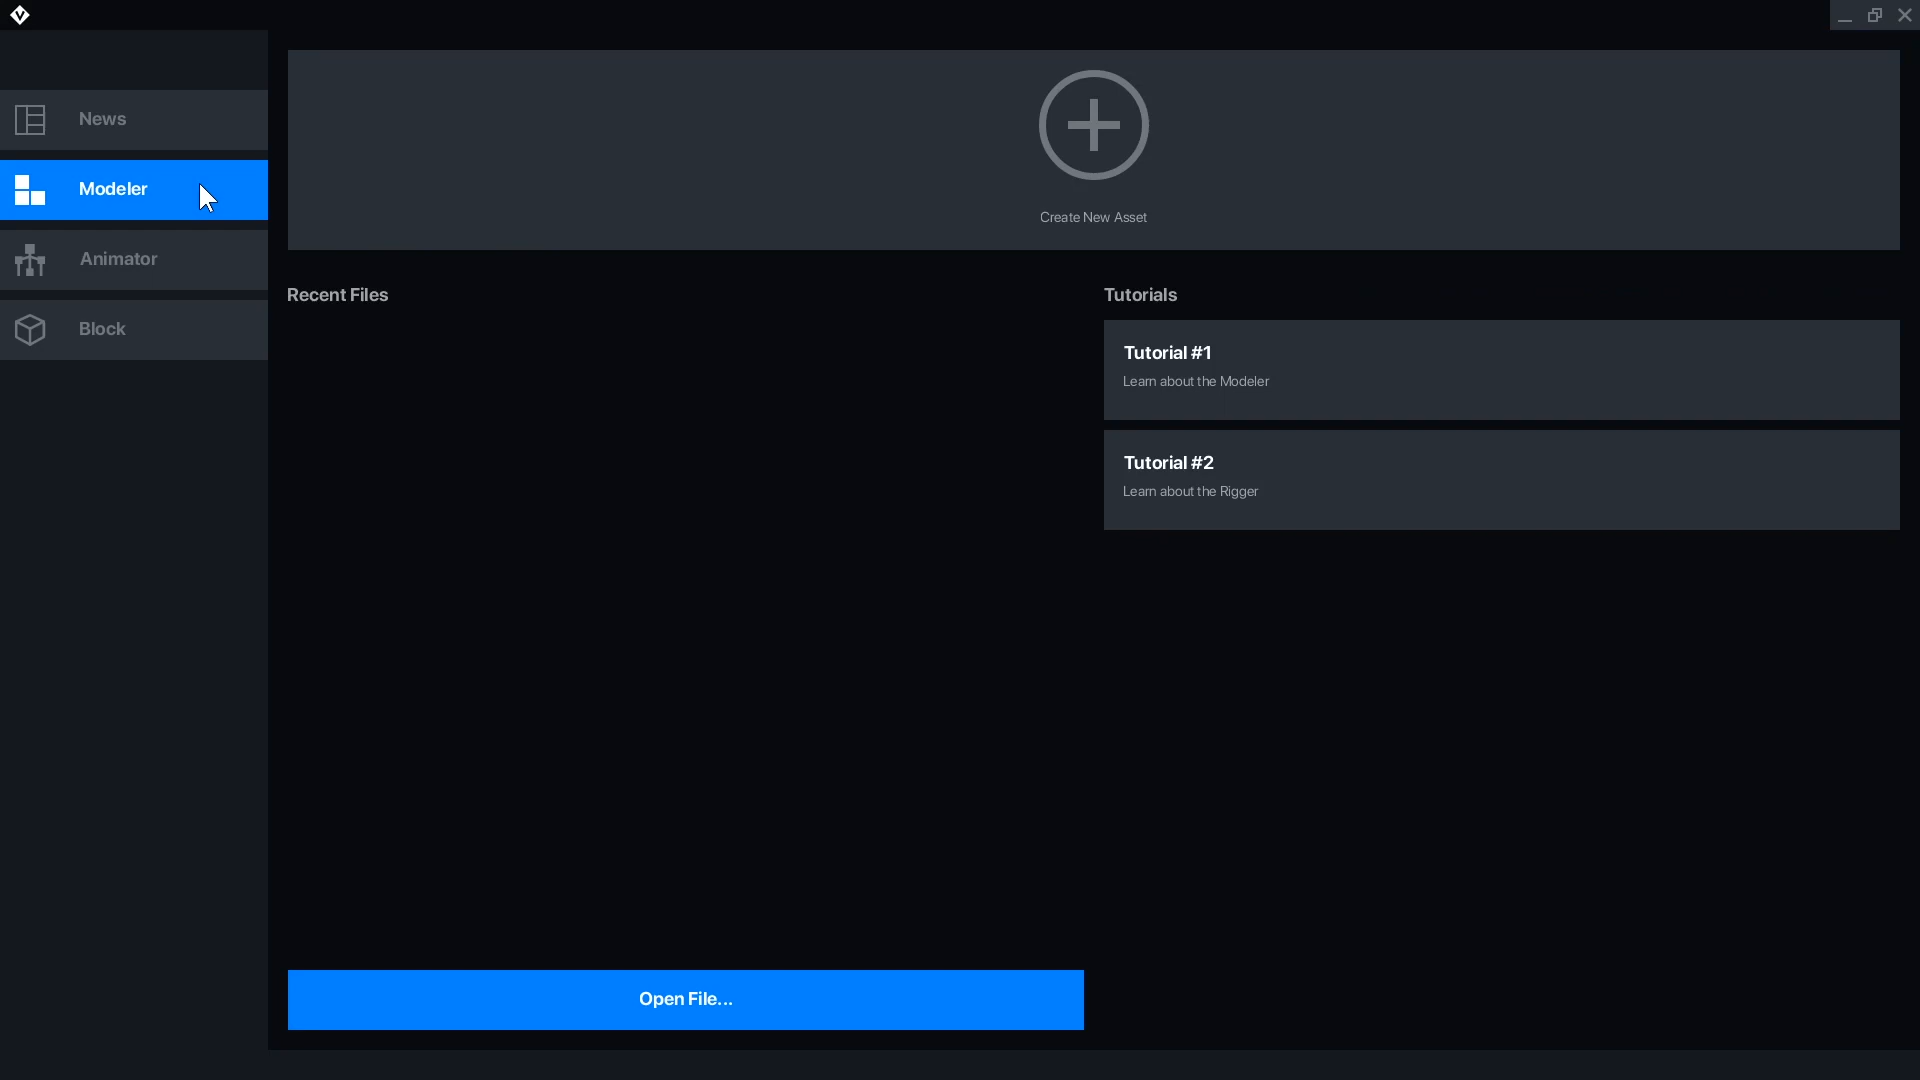 News
Modeler
Animator
Block
Create New Asset
Recent Files
Open File...
Tutorials
Tutorial #1
Learn about the Modeler
Tutorial #2
Learn about the Rigger